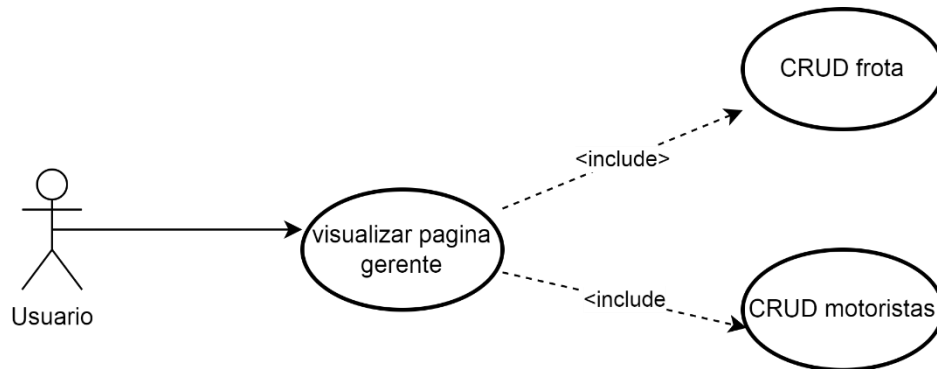 CRUD frota
<include>
visualizar pagina
gerente
<include
CRUD motoristas
Usuario